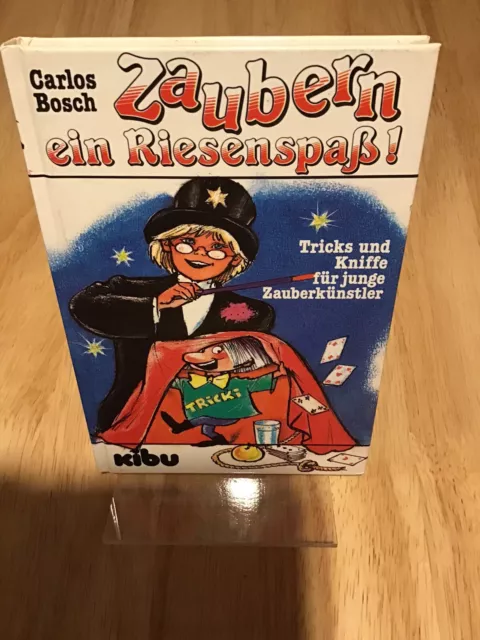 Carlos
Bosch
Zaubern
ein Riesenspaß!
Tricks und
Kniffe
für junge
Zauberkünstler
TRiCKi
kibu